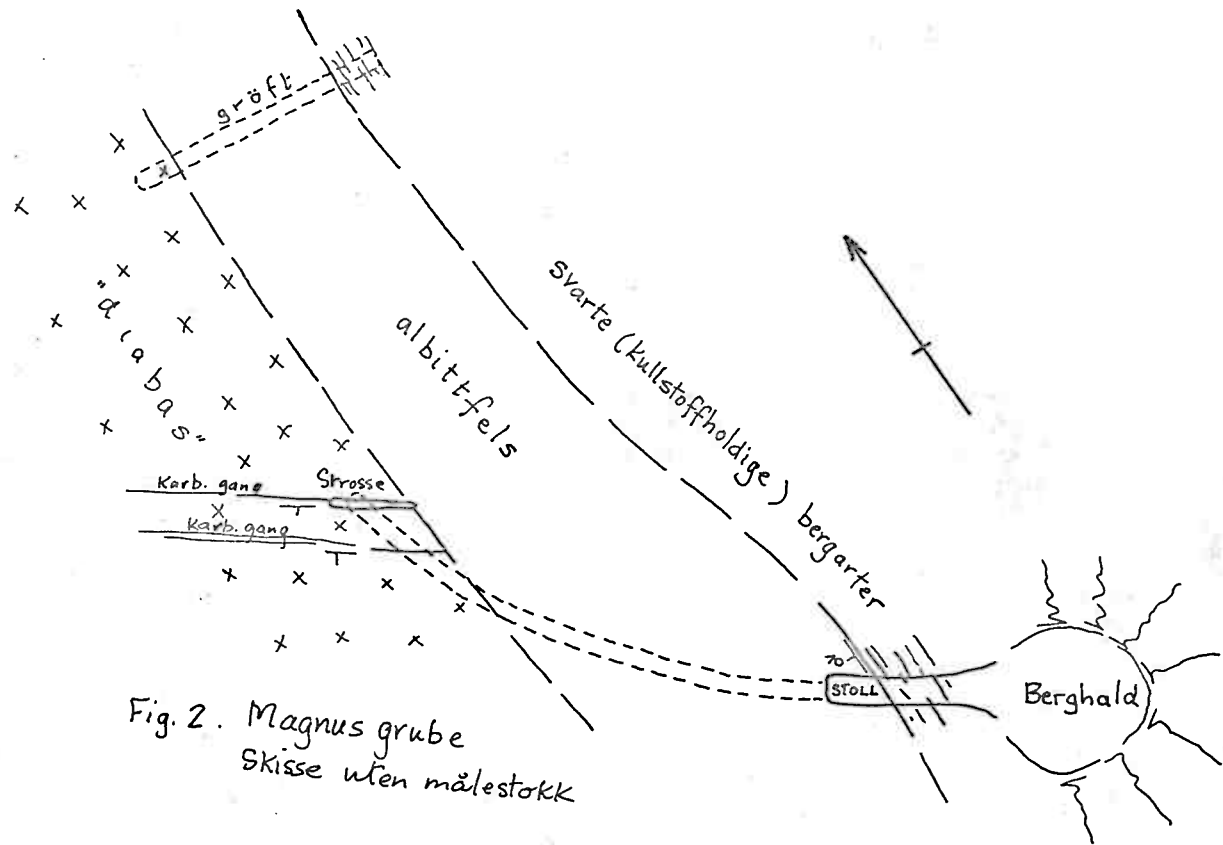 gröft
"diabas"
albittfels
Svarte (kullstoffholdige) bergarter
Karb. gang
Strosse
Karb. gang
70
STOLL
Berghald
Fig. 2. Magnus grube
Skisse uten målestokk